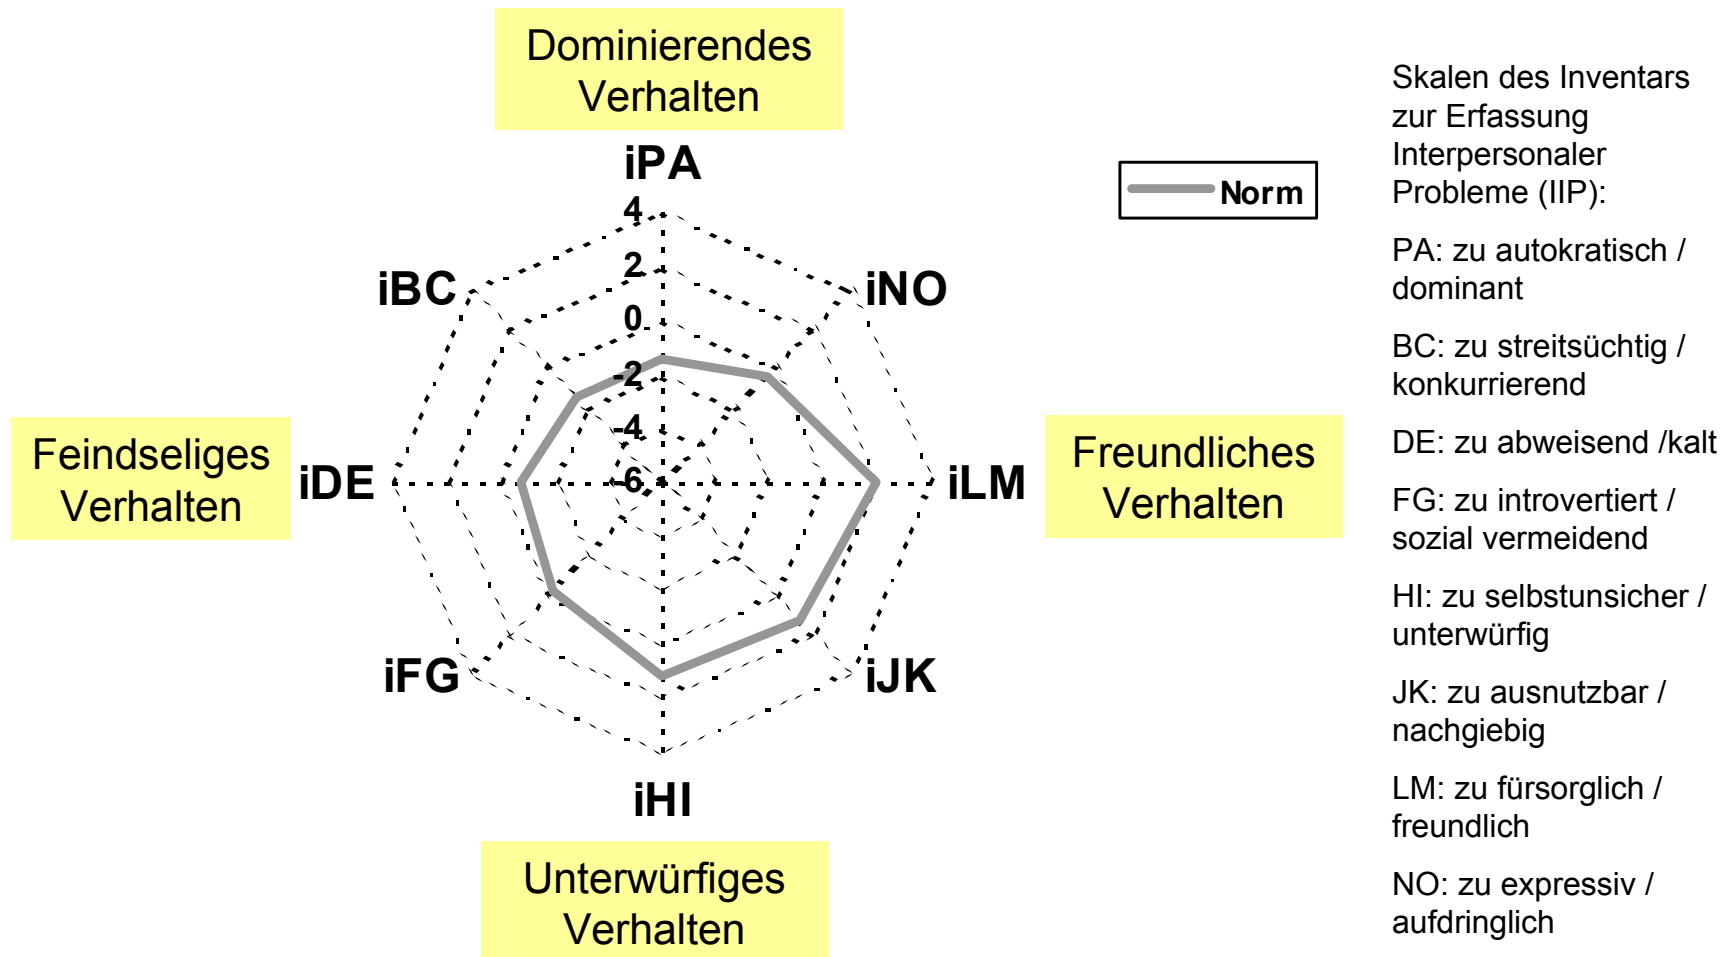 Dominierendes
Verhalten
iPA
4
2
0
-2
-4
-6
iBC
iNO
Feindseliges
Verhalten
iDE
iLM
Freundliches
Verhalten
iFG
iJK
iHI
Unterwürfiges
Verhalten
Norm
Skalen des Inventars
zur Erfassung
Interpersonaler
Probleme (IIP):
PA: zu autokratisch /
dominant
BC: zu streitsüchtig /
konkurrierend
DE: zu abweisend /kalt
FG: zu introvertiert /
sozial vermeidend
HI: zu selbstunsicher /
unterwürfig
JK: zu ausnutzbar /
nachgiebig
LM: zu fürsorglich /
freundlich
NO: zu expressiv /
aufdringlich